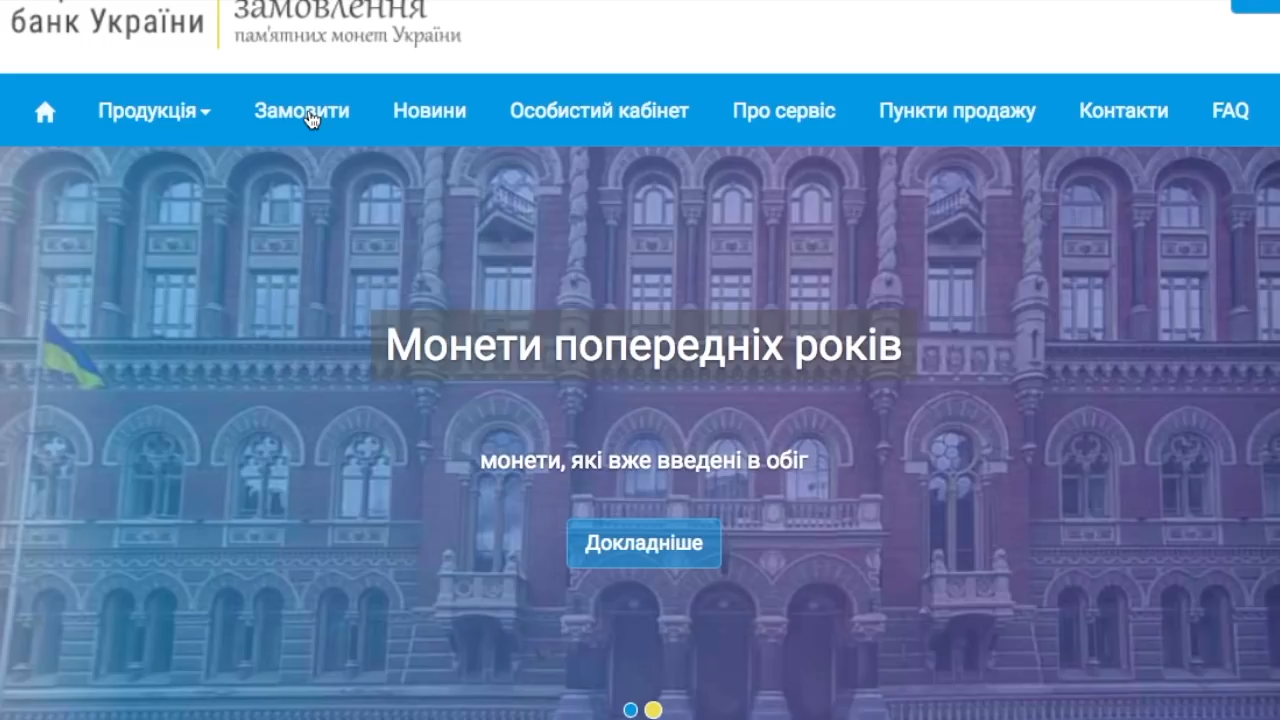 банк України
замовлення
пам'ятних монет України
Продукція Замовити Новини Особистий кабінет Про сервіс Пункти продажу Контакти FAQ
Монети попередніх років
монети, які вже введені в обіг
Докладніше